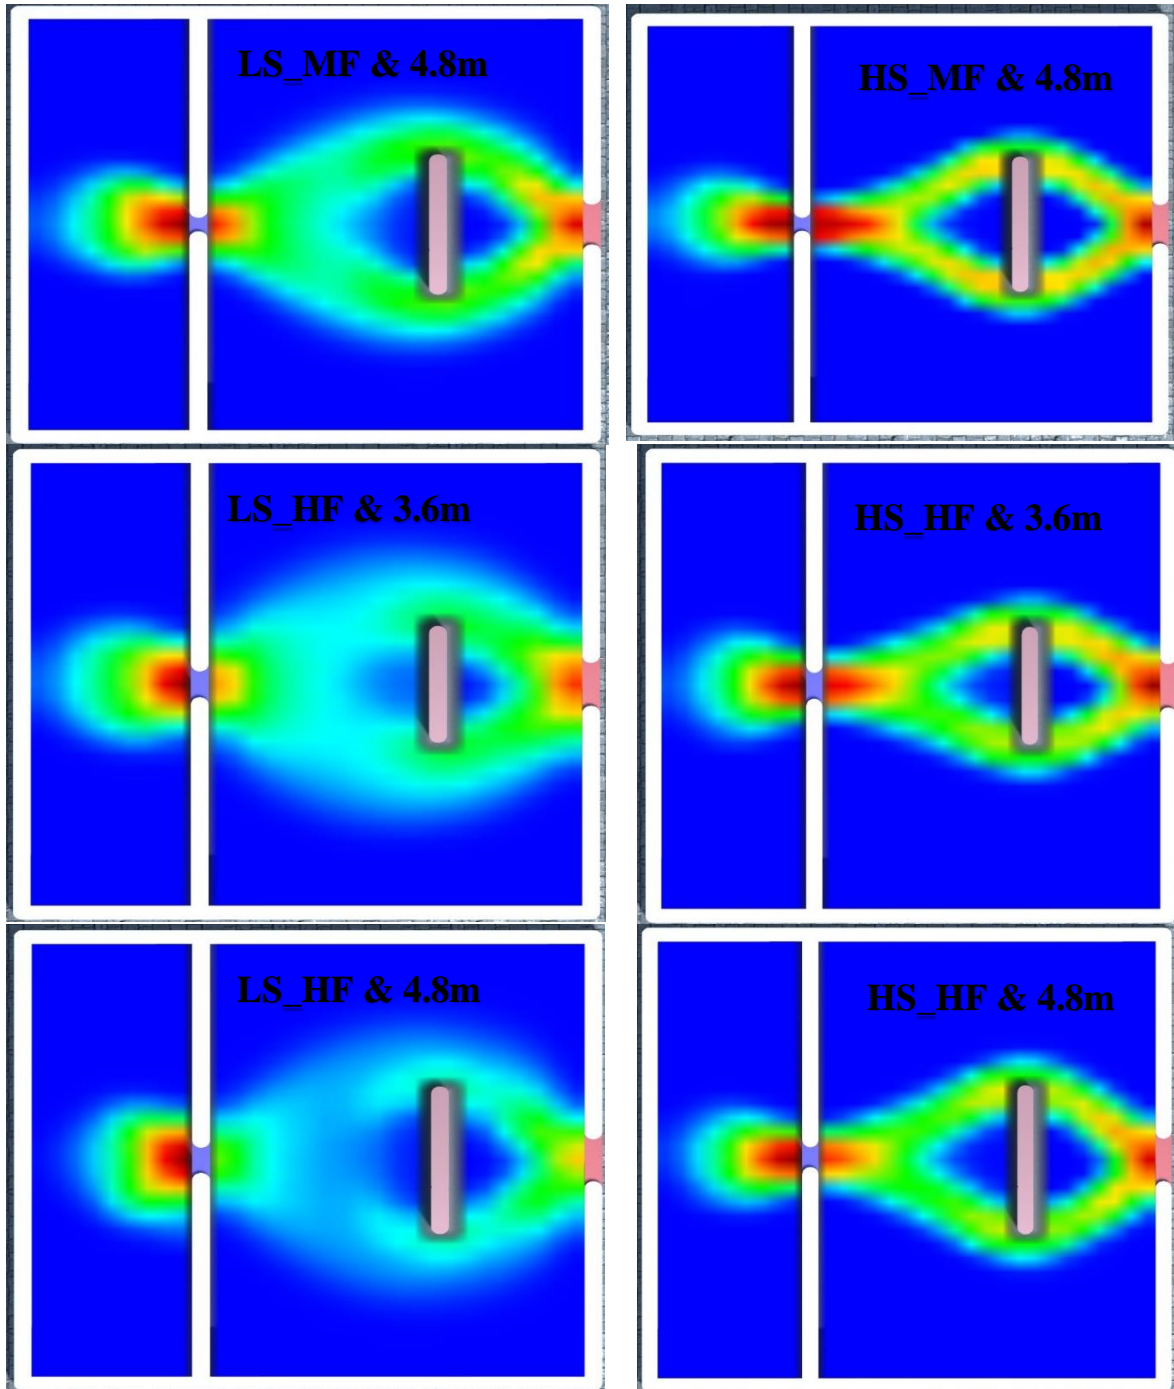 LS_MF & 4.8m
HS_MF & 4.8m
LS_HF & 3.6m
HS_HF & 3.6m
LS_HF & 4.8m
HS_HF & 4.8m